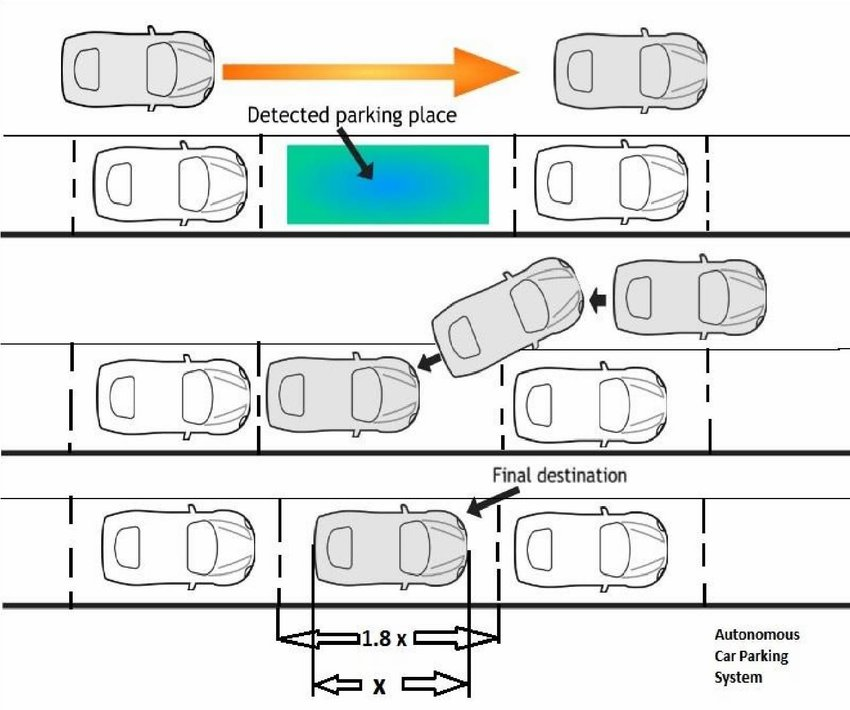 Detected parking place
Final destination
1.8 x
x
Autonomous
Car Parking
System